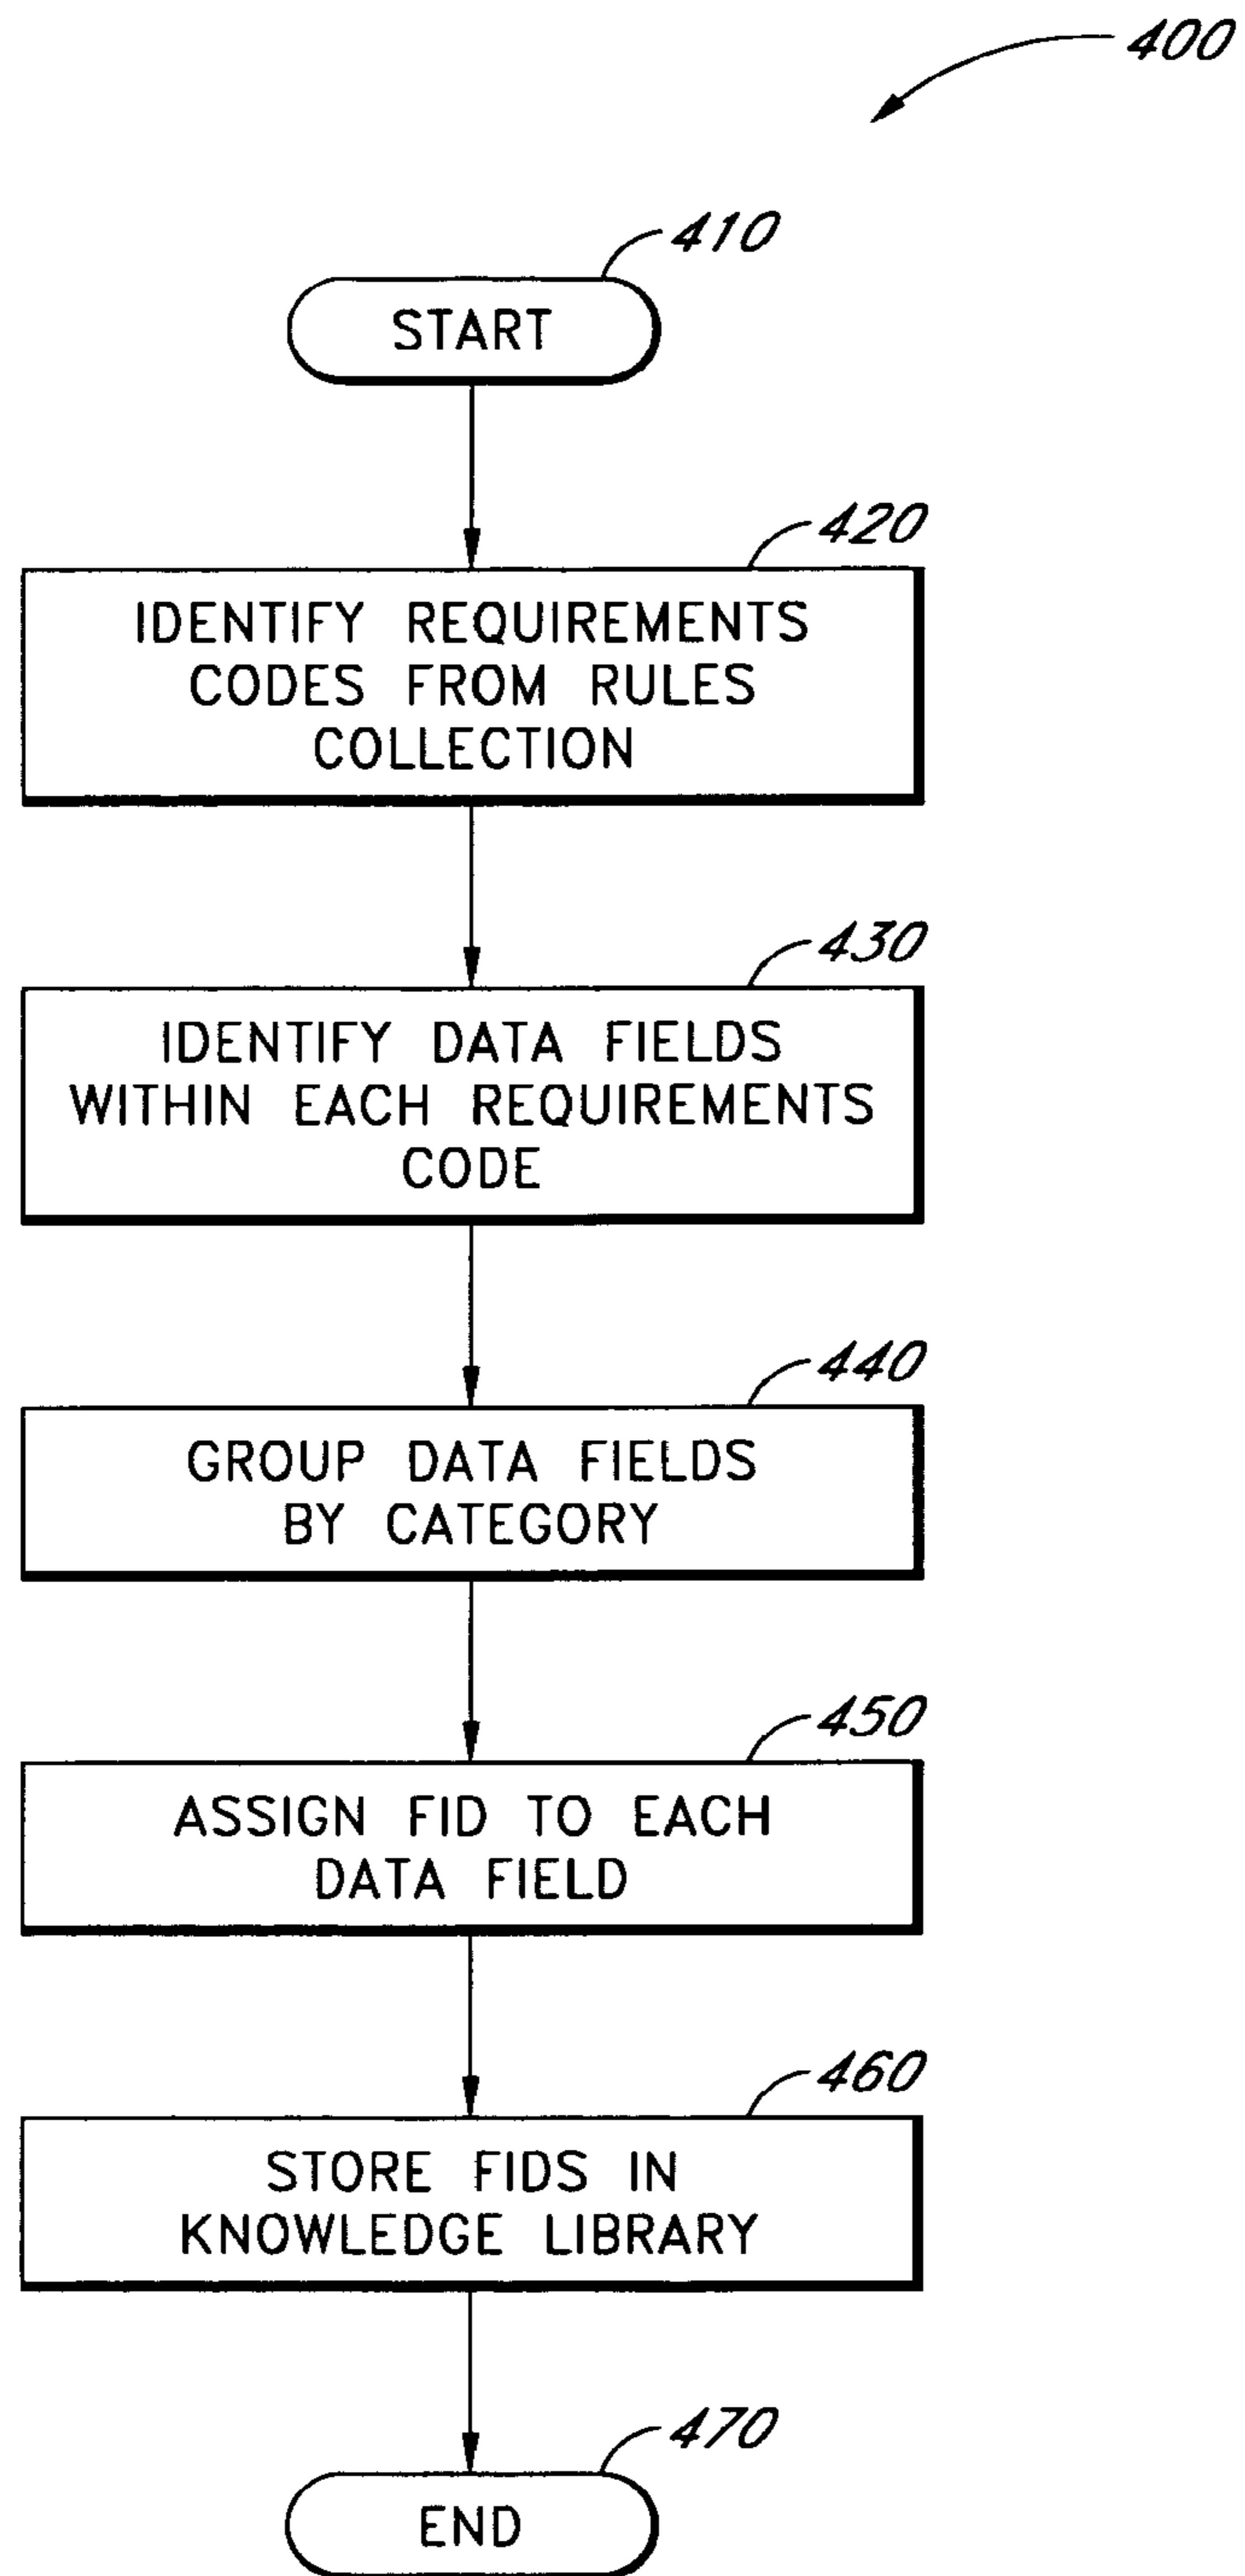 400
410
START
420
IDENTIFY REQUIREMENTS
CODES FROM RULES
COLLECTION
430
IDENTIFY DATA FIELDS
WITHIN EACH REQUIREMENTS
CODE
440
GROUP DATA FIELDS
BY CATEGORY
450
ASSIGN FID TO EACH
DATA FIELD
460
STORE FIDS IN
KNOWLEDGE LIBRARY
470
END